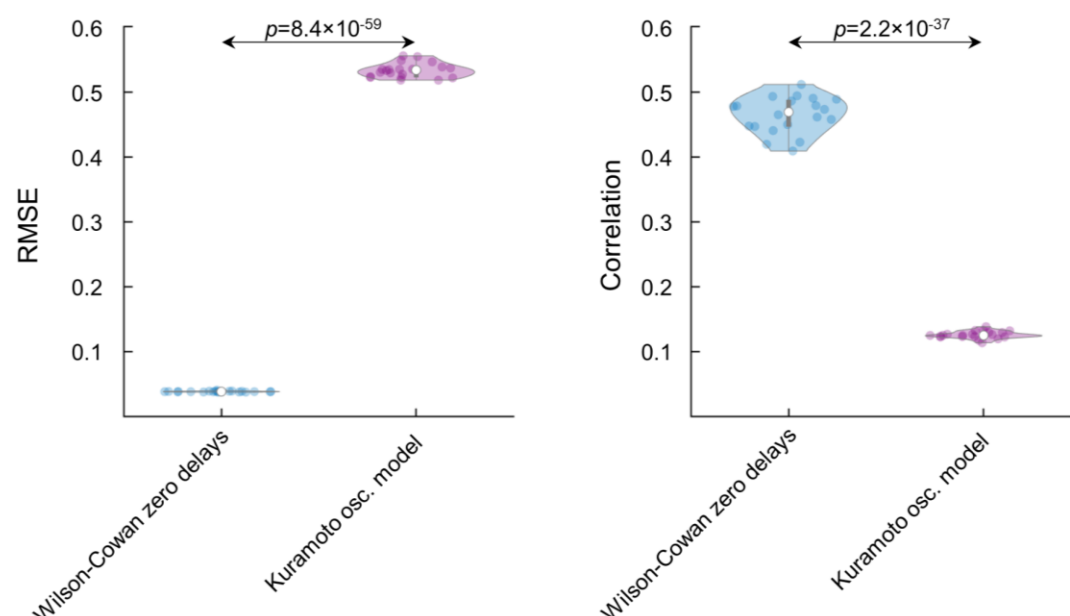 p=8.4×10⁻⁵⁹
RMSE
0.6
0.5
0.4
0.3
0.2
0.1
Wilson-Cowan zero delays
Kuramoto osc. model
p=2.2×10⁻³⁷
Correlation
0.6
0.5
0.4
0.3
0.2
0.1
Wilson-Cowan zero delays
Kuramoto osc. model